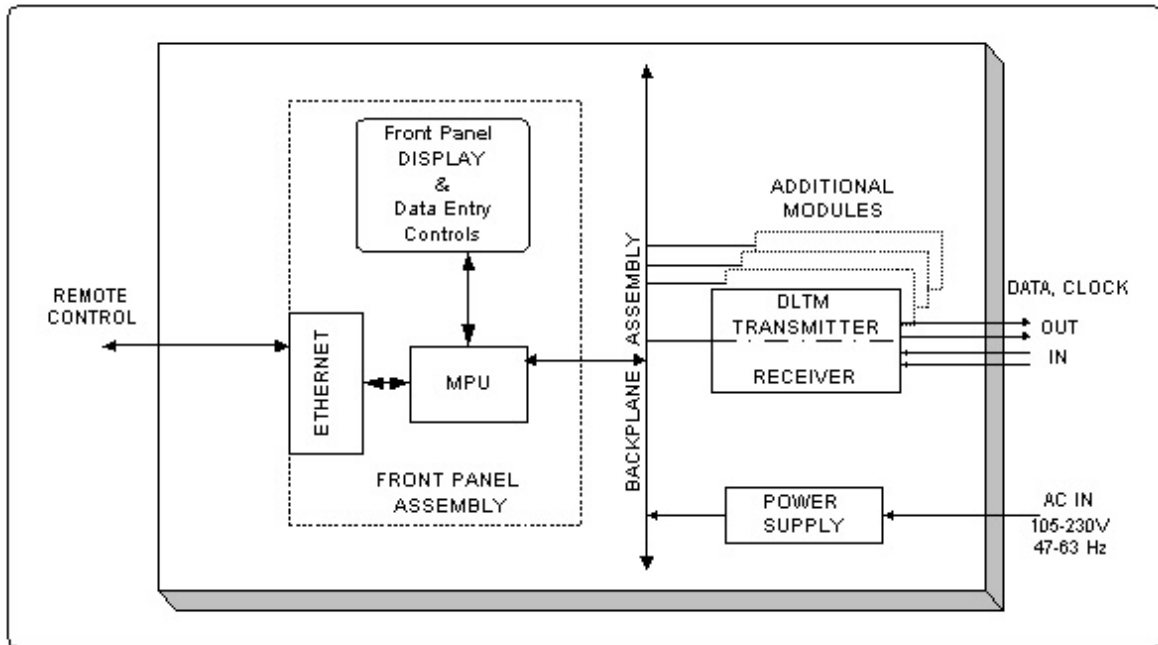 Front Panel
DISPLAY
&
Data Entry
Controls
ADDITIONAL
MODULES
REMOTE
CONTROL
ETHERNET
MPU
FRONT PANEL
ASSEMBLY
BACKPLANE ASSEMBLY
DLTM
TRANSMITTER
RECEIVER
DATA, CLOCK
OUT
IN
POWER
SUPPLY
AC IN
105-230V
47-63 Hz